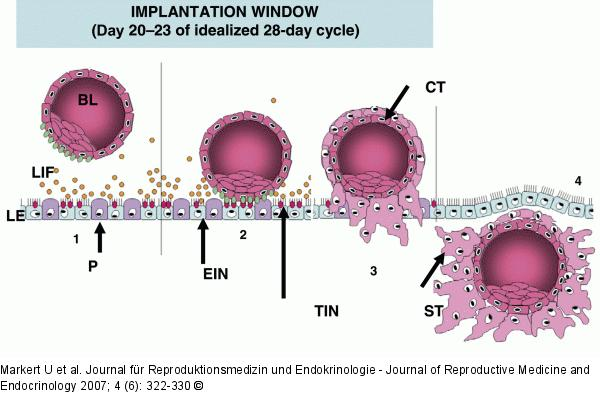 IMPLANTATION WINDOW
(Day 20–23 of idealized 28-day cycle)
BL
CT
LIF
4
LE
1
2
P
EIN
3
TIN
ST
Markert U et al. Journal für Reproduktionsmedizin und Endokrinologie - Journal of Reproductive Medicine and
Endocrinology 2007; 4 (6): 322-330 ©